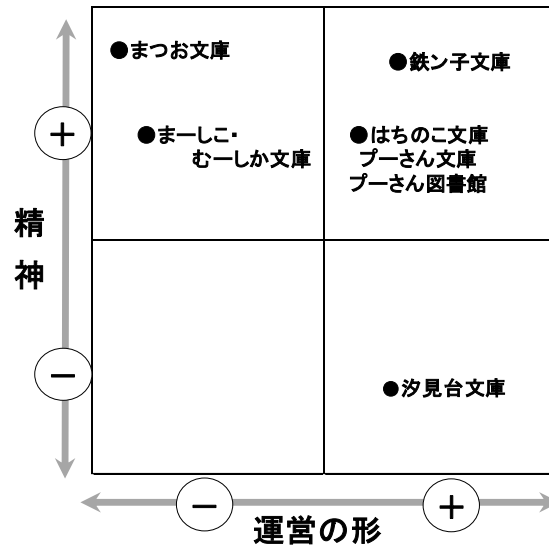 ●まつお文庫
●鉄ン子文庫
●まーしこ・
むーしか文庫
●はちのこ文庫
プーさん文庫
プーさん図書館
＋
精神
－
●汐見台文庫
－
＋
運営の形